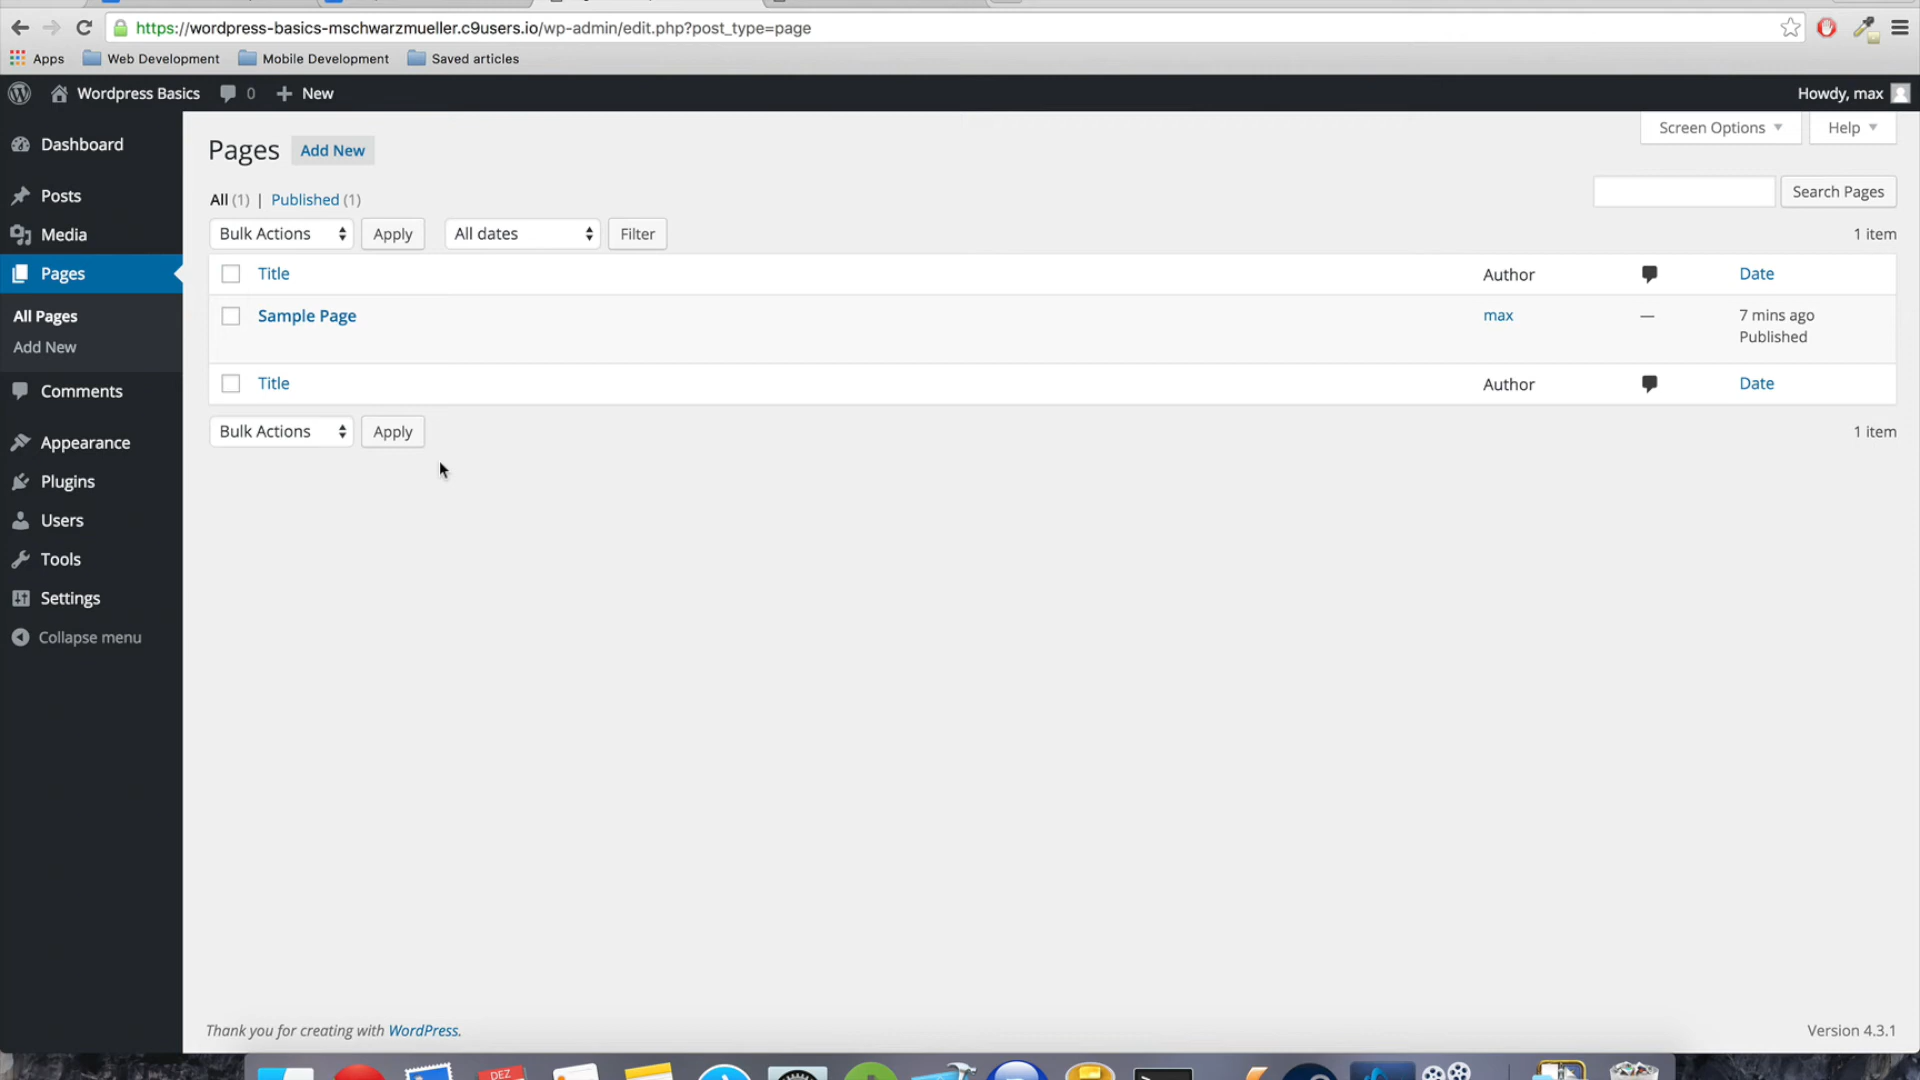 https://wordpress-basics-mschwarzmueller.c9users.io/wp-admin/edit.php?post_type=page
Apps Web Development Mobile Development Saved articles
Wordpress Basics 0 New Howdy, max
Screen Options Help
Dashboard
Posts
Media
Pages
All Pages
Add New
Comments
Appearance
Plugins
Users
Tools
Settings
Collapse menu
Pages Add New
All (1) | Published (1)
Search Pages
Bulk Actions Apply All dates Filter 1 item
Title Author Date
Sample Page max — 7 mins ago
Published
Title Author Date
Bulk Actions Apply 1 item
Thank you for creating with WordPress. Version 4.3.1
DEZ